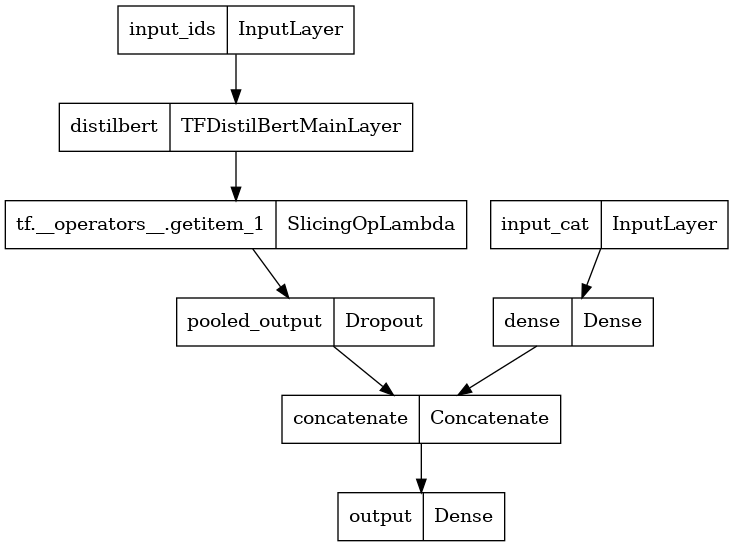 input_ids InputLayer
distilbert TFDistilBertMainLayer
tf.__operators__.getitem_1 SlicingOpLambda
input_cat InputLayer
pooled_output Dropout
dense Dense
concatenate Concatenate
output Dense